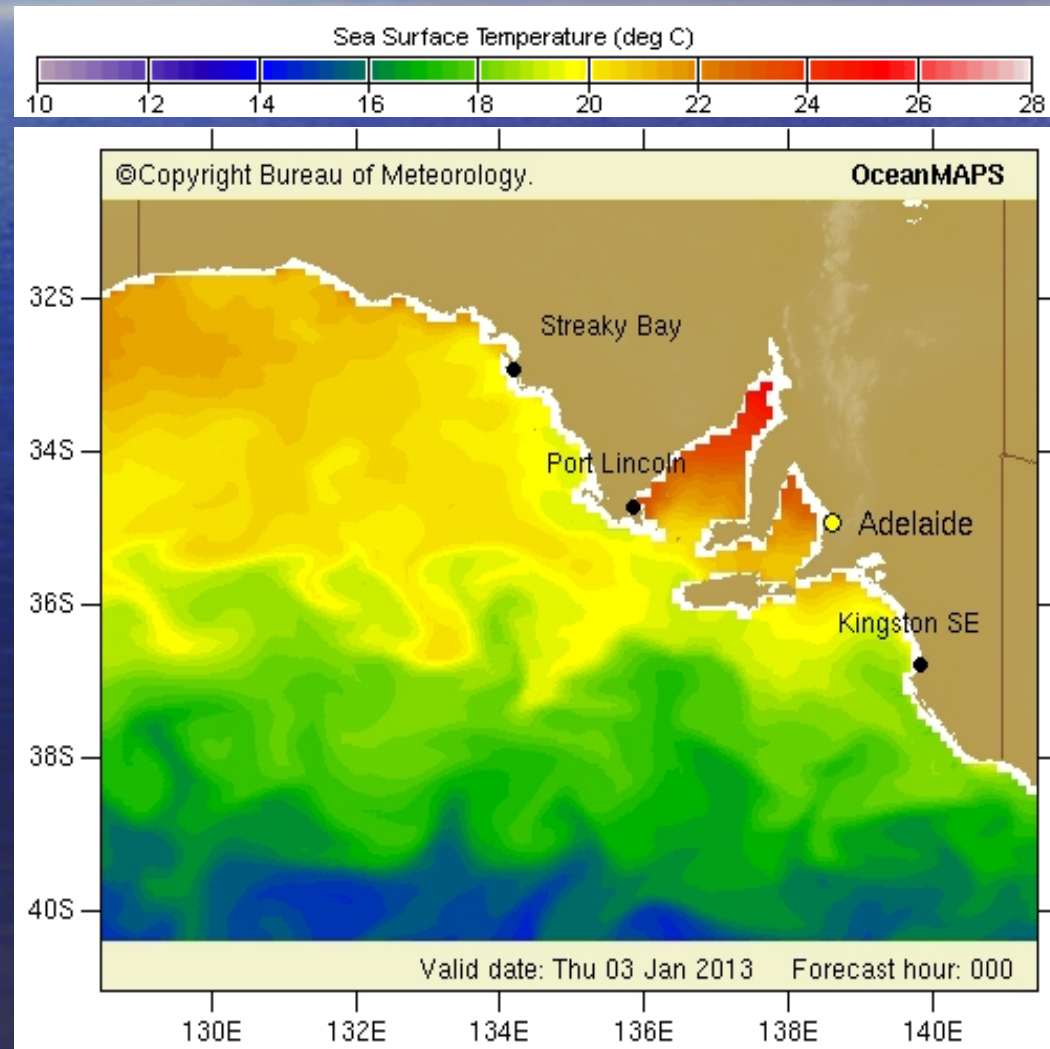 Sea Surface Temperature (deg C)
10 12 14 16 18 20 22 24 26 28
©Copyright Bureau of Meteorology. OceanMAPS
32S
Streaky Bay
34S
Port Lincoln
Adelaide
36S
Kingston SE
38S
40S
Valid date: Thu 03 Jan 2013 Forecast hour: 000
130E 132E 134E 136E 138E 140E